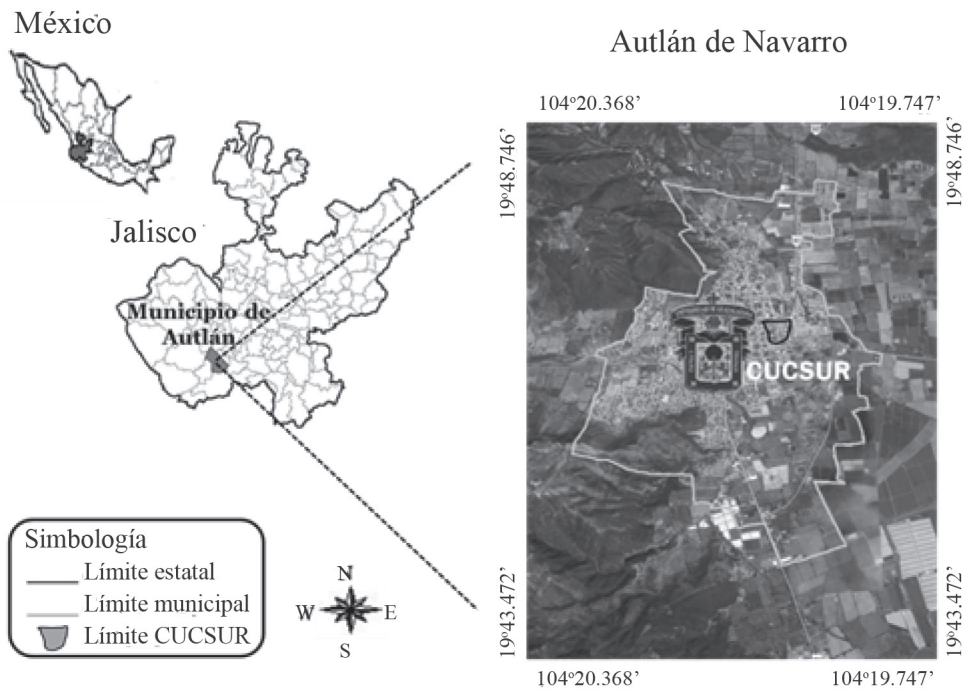 México
Jalisco
Municipio de
Autlán
Simbología
Límite estatal
Límite municipal
Límite CUCSUR
N
W E
S
Autlán de Navarro
104°20.368’ 104°19.747’
19°48.746’ 19°48.746’
CUCSUR
19°43.472’ 19°43.472’
104°20.368’ 104°19.747’